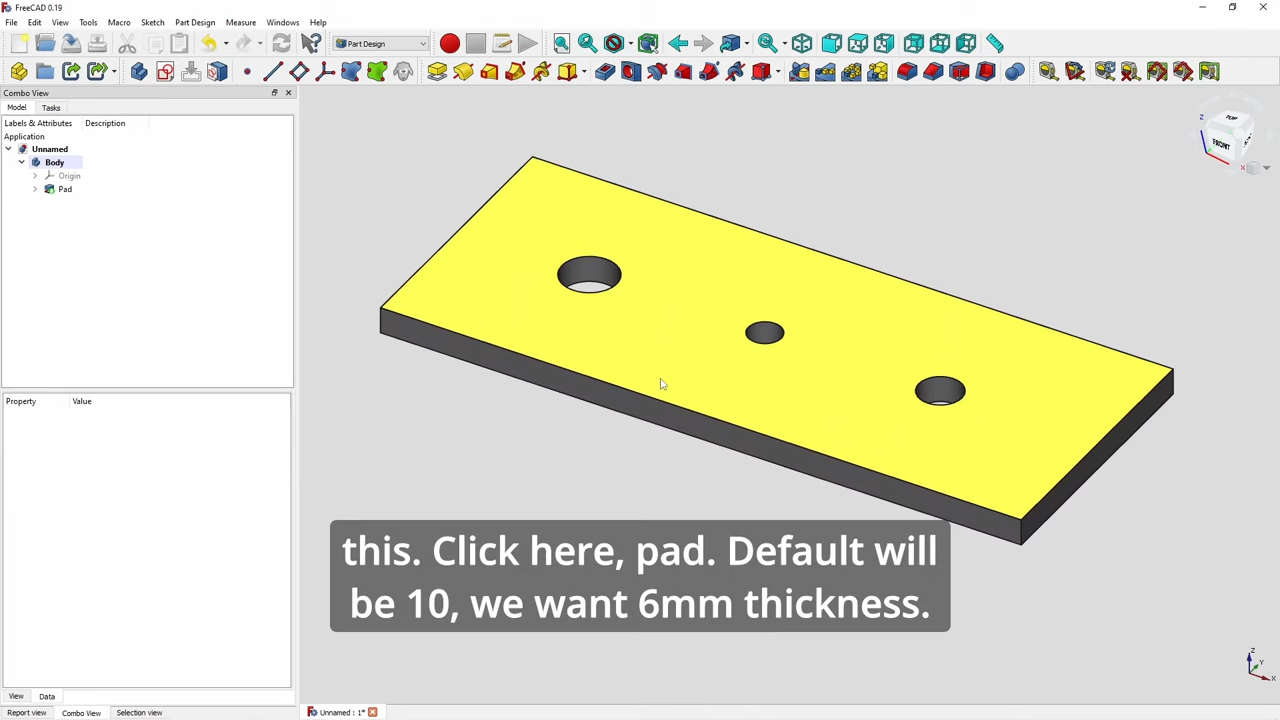 FreeCAD 0.19
File Edit View Tools Macro Sketch Part Design Measure Windows Help
Part Design
Combo View
Model Tasks
Labels & Attributes Description
Application
Unnamed
Body
Origin
Pad
Property Value
TOP
FRONT
Z
X
this. Click here, pad. Default will
be 10, we want 6mm thickness.
Z
Y
X
View Data
Report view Combo View Selection view
Unnamed : 1*